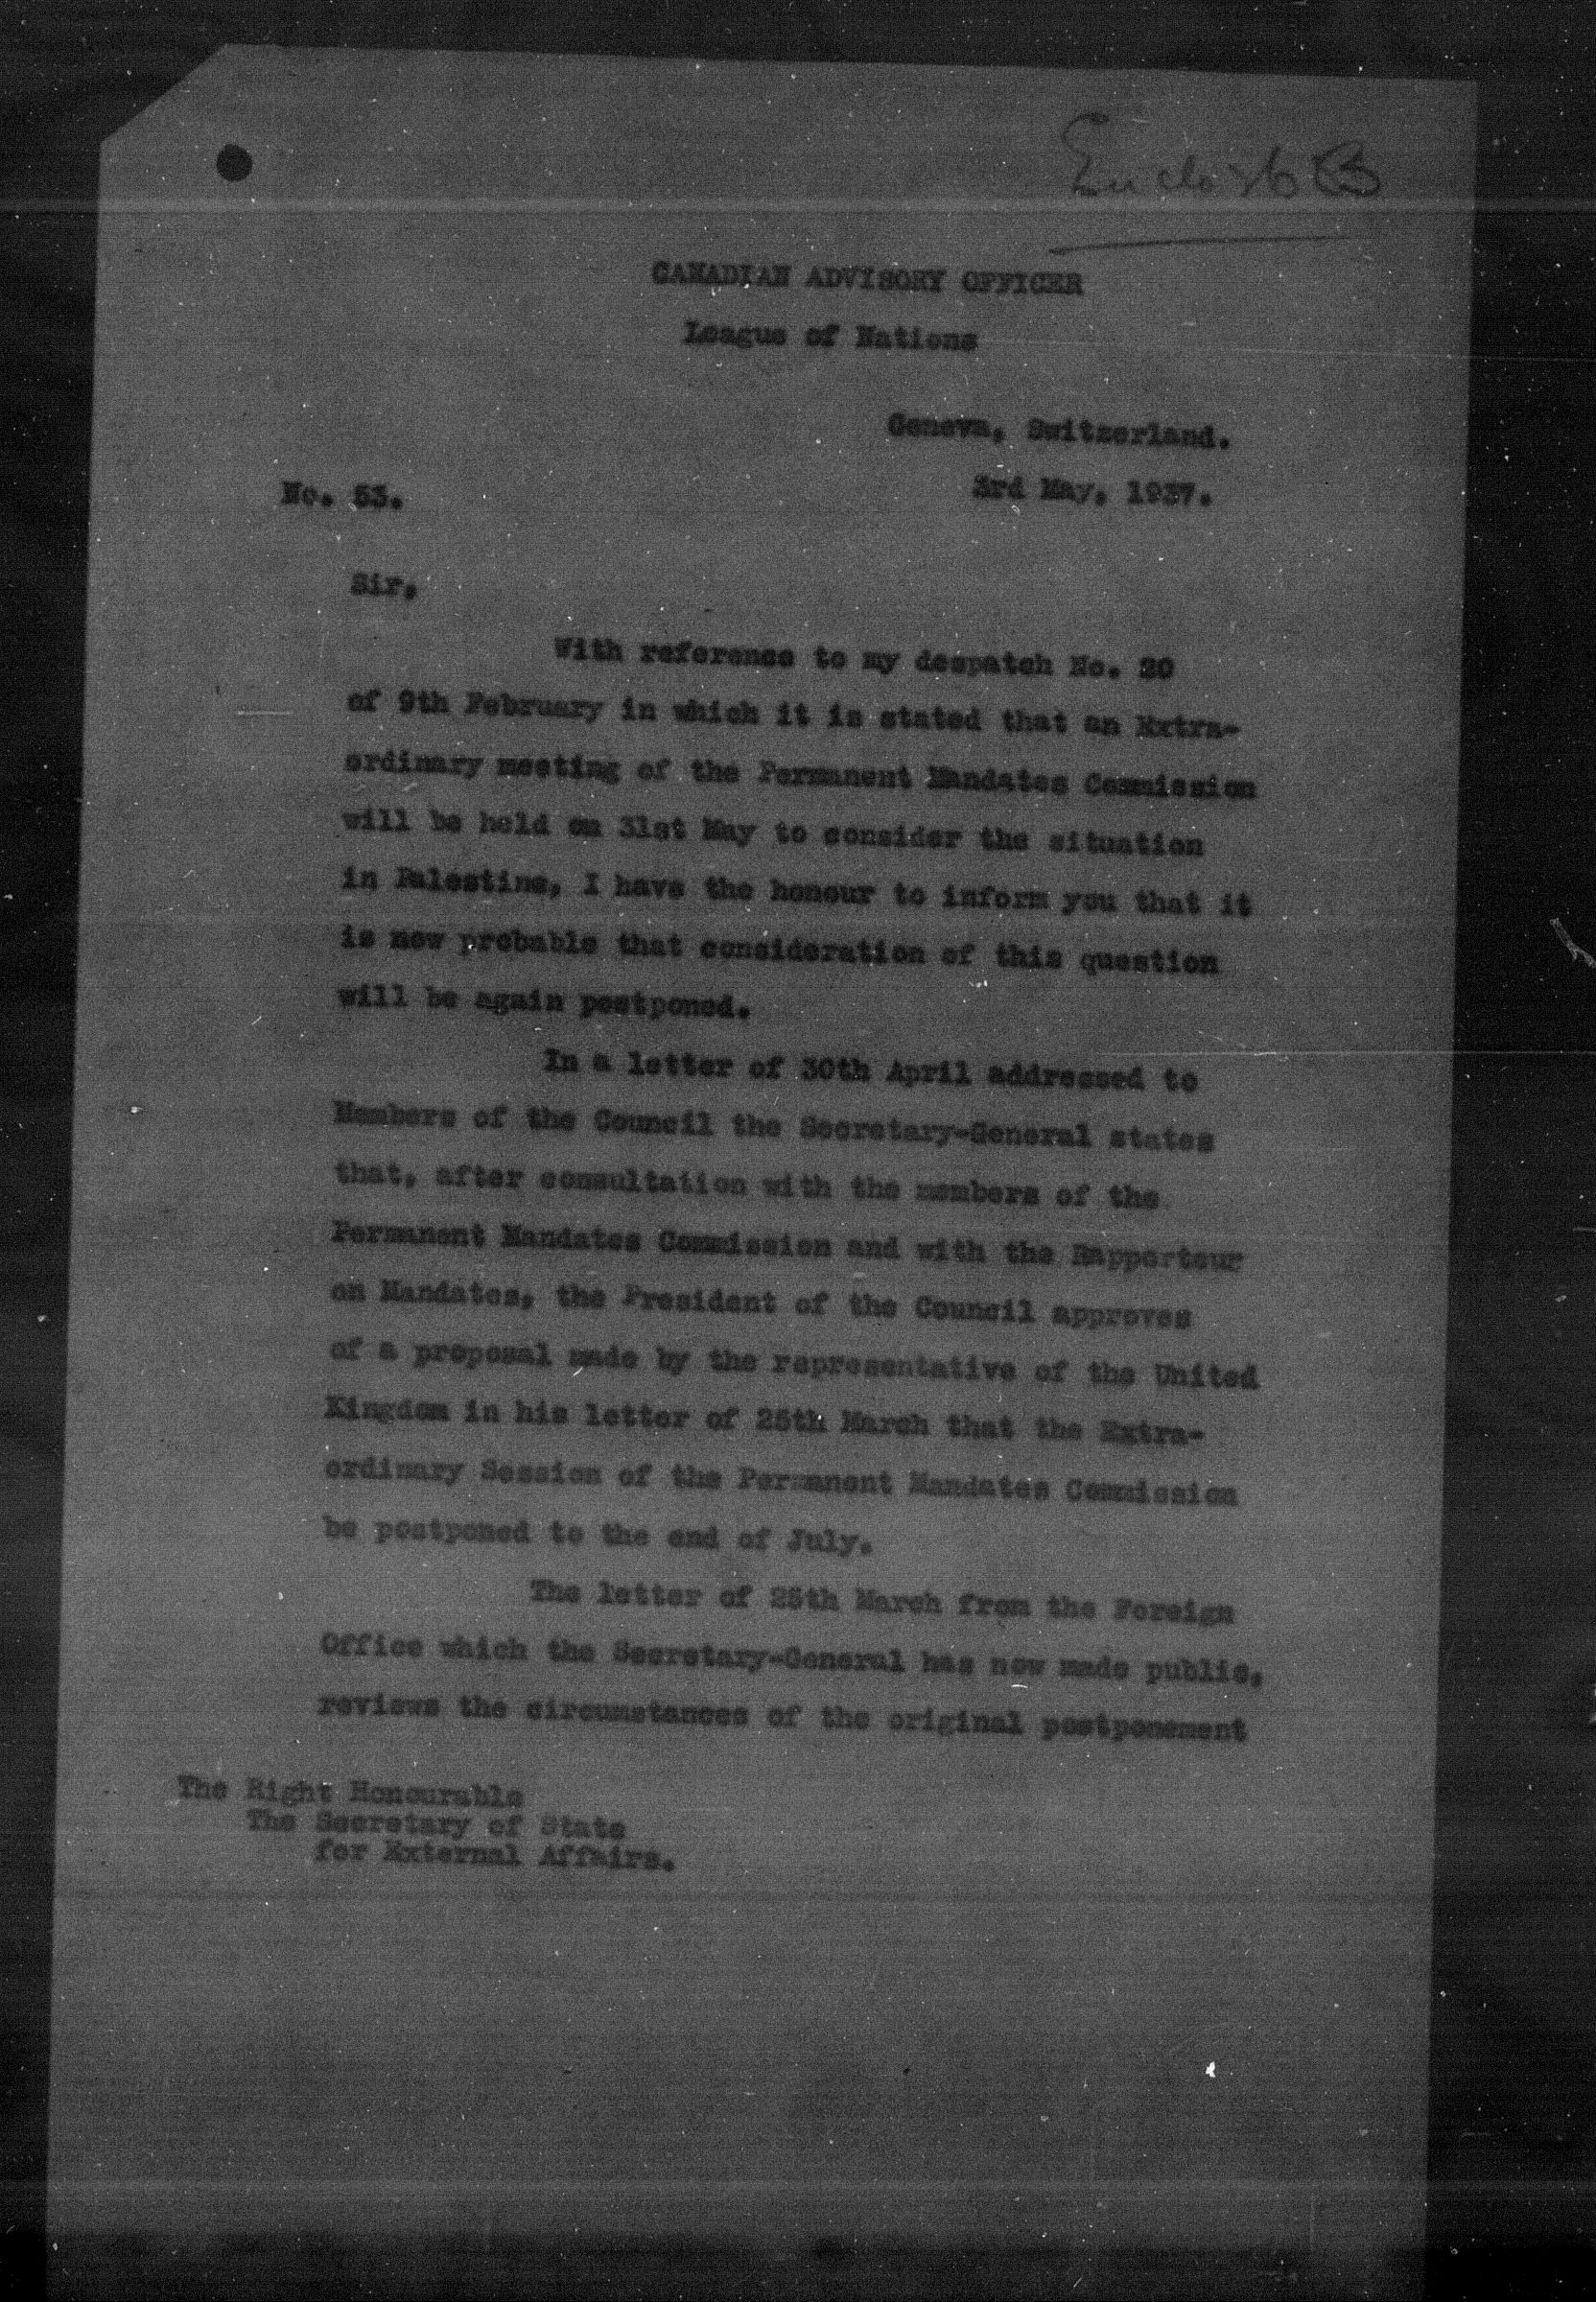 CANADIAN ADVISORY OFFICER
League of Nations
Geneva, Switzerland.
No. 53.
3rd May, 1937.
Sir,
With reference to my despatch No. 20
of 9th February in which it is stated that an Extra-
ordinary meeting of the Permanent Mandates Commission
will be held on 31st May to consider the situation
in Palestine, I have the honour to inform you that it
is now probable that consideration of this question
will be again postponed.
In a letter of 30th April addressed to
Members of the Council the Secretary-General states
that, after consultation with the members of the
Permanent Mandates Commission and with the Rapporteur
on Mandates, the President of the Council approves
of a proposal made by the representative of the United
Kingdom in his letter of 25th March that the Extra-
ordinary Session of the Permanent Mandates Commission
be postponed to the end of July.
The letter of 25th March from the Foreign
Office which the Secretary-General has now made public,
reviews the circumstances of the original postponement
The Right Honourable
The Secretary of State
for External Affairs.